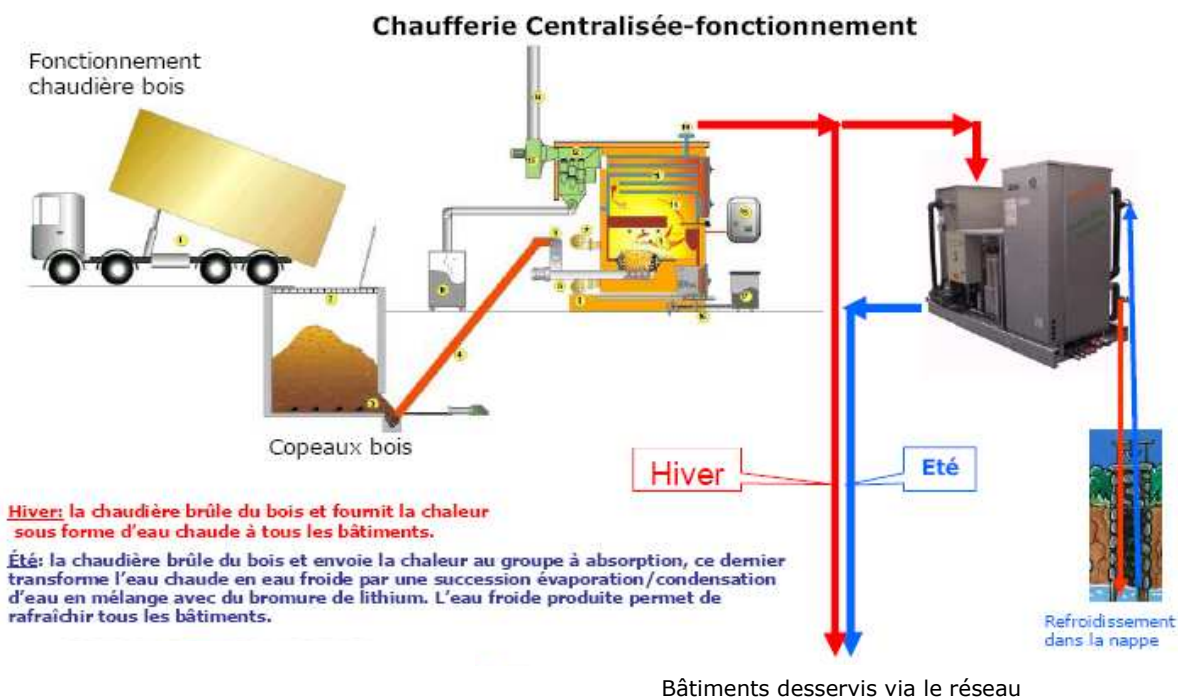 Chaufferie Centralisée-fonctionnement
Fonctionnement
chaudière bois
Copeaux bois
Hiver
Eté
Hiver: la chaudière brûle du bois et fournit la chaleur
sous forme d'eau chaude à tous les bâtiments.
Été: la chaudière brûle du bois et envoie la chaleur au groupe à absorption, ce dernier
transforme l'eau chaude en eau froide par une succession évaporation/condensation
d'eau en mélange avec du bromure de lithium. L'eau froide produite permet de
rafraîchir tous les bâtiments.
Refroidissement
dans la nappe
Bâtiments desservis via le réseau